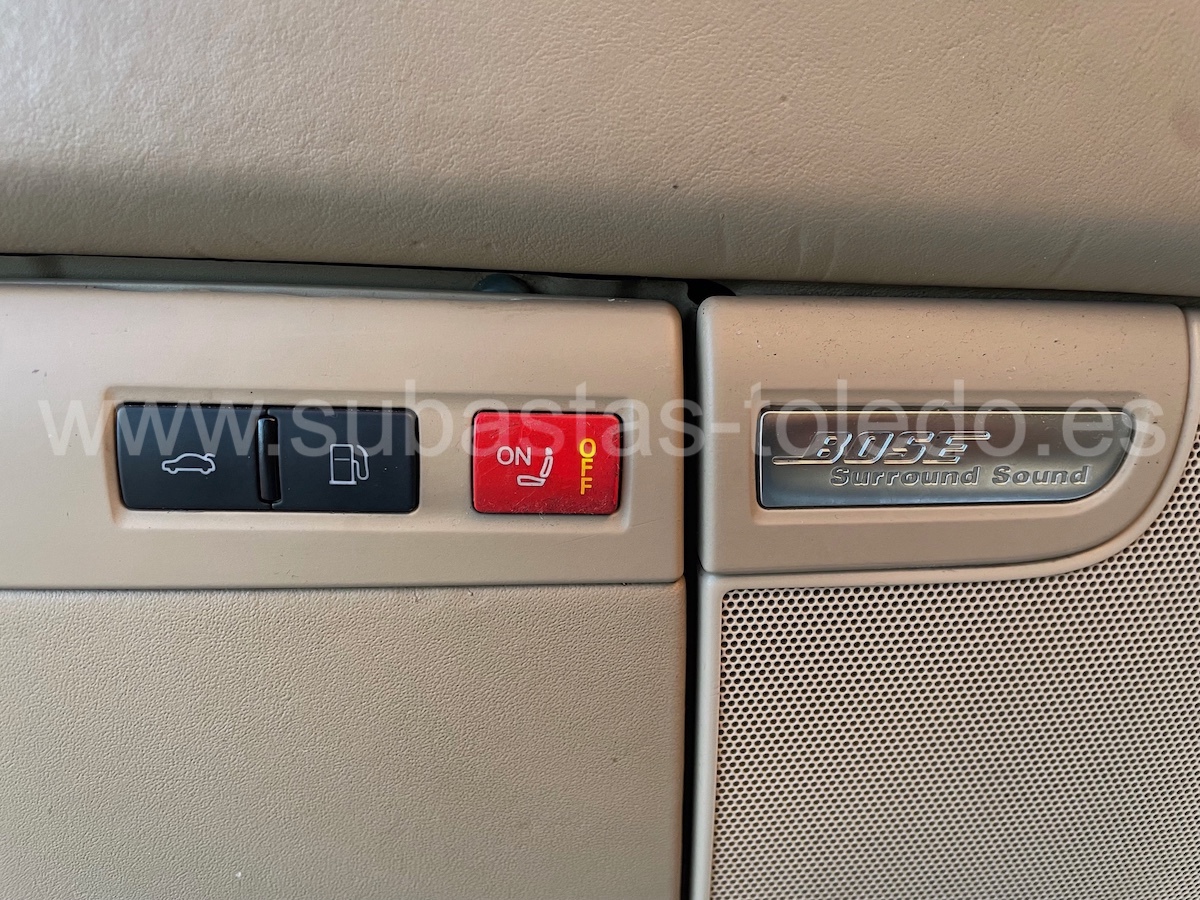 www.subastas-toledo.es
ON
OFF
BOSE
Surround Sound